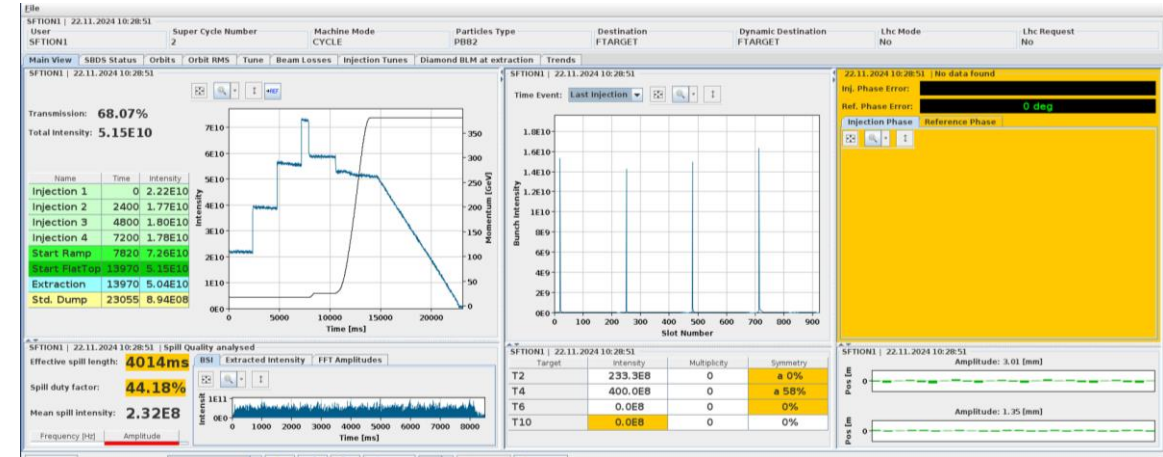 File
SFTION1 | 22.11.2024 10:28:51
User Super Cycle Number Machine Mode Particles Type Destination Dynamic Destination Lhc Mode Lhc Request
SFTION1 2 CYCLE PB82 FTARGET FTARGET No No
Main View SBDS Status Orbits Orbit RMS Tune Beam Losses Injection Tunes Diamond BLM at extraction Trends
SFTION1 | 22.11.2024 10:28:51
+REF
Transmission: 68.07%
Total Intensity: 5.15E10
Name Time Intensity
Injection 1 0 2.22E10
Injection 2 2400 1.77E10
Injection 3 4800 1.80E10
Injection 4 7200 1.78E10
Start Ramp 7820 7.26E10
Start FlatTop 13970 5.15E10
Extraction 13970 5.04E10
Std. Dump 23055 8.94E08
Intensity
7E10
6E10
5E10
4E10
3E10
2E10
1E10
0E0
0 5000 10000 15000 20000
Time [ms]
350
300
250
200
150
100
50
0
Momentum [GeV]
SFTION1 | 22.11.2024 10:28:51
Time Event: Last Injection
Bunch Intensity
1.8E10
1.6E10
1.4E10
1.2E10
1E10
8E9
6E9
4E9
2E9
0E0
0 100 200 300 400 500 600 700 800 900
Slot Number
22.11.2024 10:28:51 | No data found
Inj. Phase Error:
Ref. Phase Error: 0 deg
Injection Phase Reference Phase
SFTION1 | 22.11.2024 10:28:51 | Spill Quality analysed
Effective spill length: 4014ms
Spill duty factor: 44.18%
Mean spill intensity: 2.32E8
Frequency [Hz] Amplitude
BSI Extracted Intensity FFT Amplitudes
Intensit
1E11
0E0
0 1000 2000 3000 4000 5000 6000 7000 8000
Time [ms]
SFTION1 | 22.11.2024 10:28:51
Target Intensity Multiplicity Symmetry
T2 233.3E8 0 a 0%
T4 400.0E8 0 a 58%
T6 0.0E8 0 0%
T10 0.0E8 0 0%
SFTION1 | 22.11.2024 10:28:51
Amplitude: 3.01 [mm]
Pos [m
0
Amplitude: 1.35 [mm]
Pos [m
0